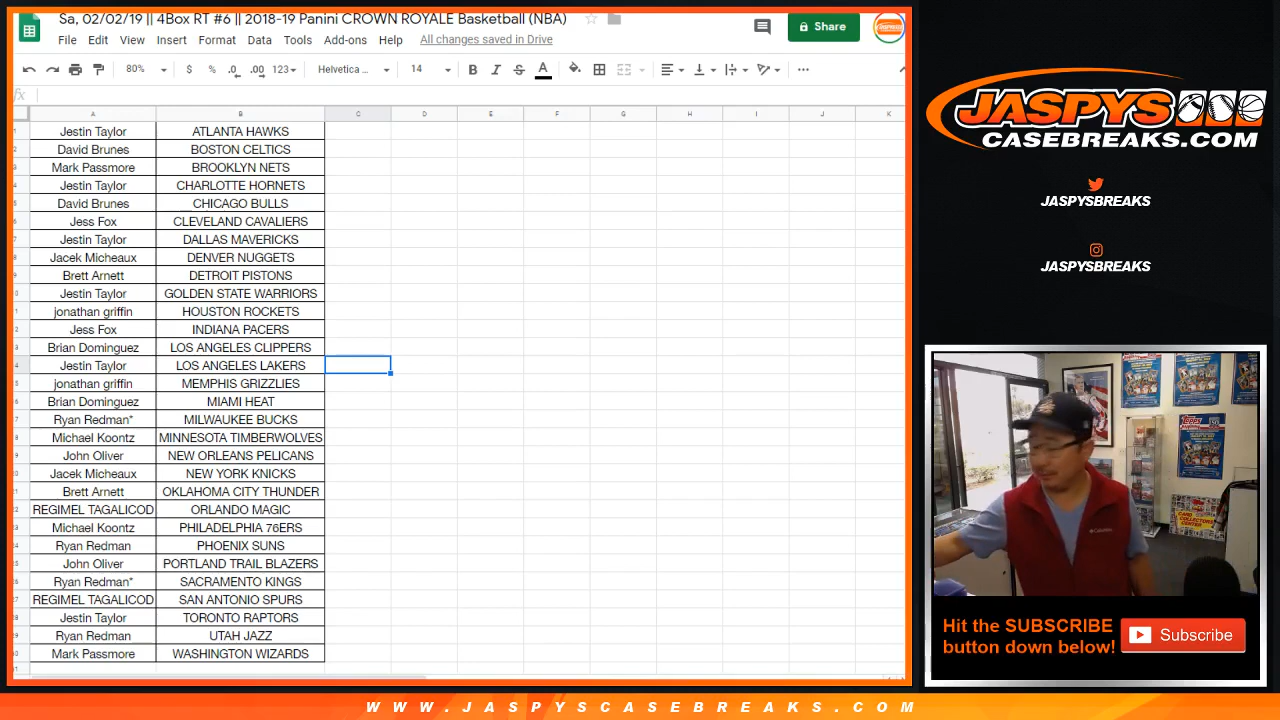 Sa, 02/02/19 || 4Box RT #6 || 2018-19 Panini CROWN ROYALE Basketball (NBA)
File Edit View Insert Format Data Tools Add-ons Help All changes saved in Drive
Share
80% $ % .0 .00 123 Helvetica ... 14 B I S A
fx
A B C D E F G H I J K
Jestin Taylor ATLANTA HAWKS
David Brunes BOSTON CELTICS
Mark Passmore BROOKLYN NETS
Jestin Taylor CHARLOTTE HORNETS
David Brunes CHICAGO BULLS
Jess Fox CLEVELAND CAVALIERS
Jestin Taylor DALLAS MAVERICKS
Jacek Micheaux DENVER NUGGETS
Brett Arnett DETROIT PISTONS
Jestin Taylor GOLDEN STATE WARRIORS
jonathan griffin HOUSTON ROCKETS
Jess Fox INDIANA PACERS
Brian Dominguez LOS ANGELES CLIPPERS
Jestin Taylor LOS ANGELES LAKERS
jonathan griffin MEMPHIS GRIZZLIES
Brian Dominguez MIAMI HEAT
Ryan Redman* MILWAUKEE BUCKS
Michael Koontz MINNESOTA TIMBERWOLVES
John Oliver NEW ORLEANS PELICANS
Jacek Micheaux NEW YORK KNICKS
Brett Arnett OKLAHOMA CITY THUNDER
REGIMEL TAGALICOD ORLANDO MAGIC
Michael Koontz PHILADELPHIA 76ERS
Ryan Redman PHOENIX SUNS
John Oliver PORTLAND TRAIL BLAZERS
Ryan Redman* SACRAMENTO KINGS
REGIMEL TAGALICOD SAN ANTONIO SPURS
Jestin Taylor TORONTO RAPTORS
Ryan Redman UTAH JAZZ
Mark Passmore WASHINGTON WIZARDS
JASPYS
CASEBREAKS.COM
JASPYSBREAKS
JASPYSBREAKS
Hit the SUBSCRIBE
button down below!
Subscribe
WWW.JASPYSCASEBREAKS.COM